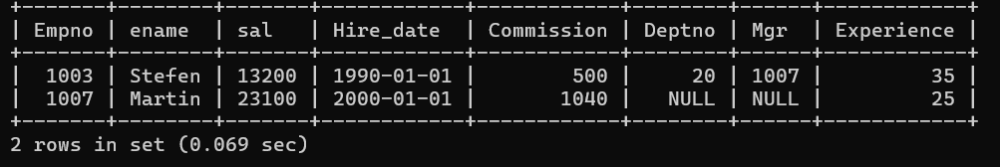 +-------+--------+-------+------------+------------+--------+------+------------+
| Empno | ename  | sal   | Hire_date  | Commission | Deptno | Mgr  | Experience |
+-------+--------+-------+------------+------------+--------+------+------------+
|  1003 | Stefen | 13200 | 1990-01-01 |        500 |     20 | 1007 |         35 |
|  1007 | Martin | 23100 | 2000-01-01 |       1040 |   NULL | NULL |         25 |
+-------+--------+-------+------------+------------+--------+------+------------+
2 rows in set (0.069 sec)